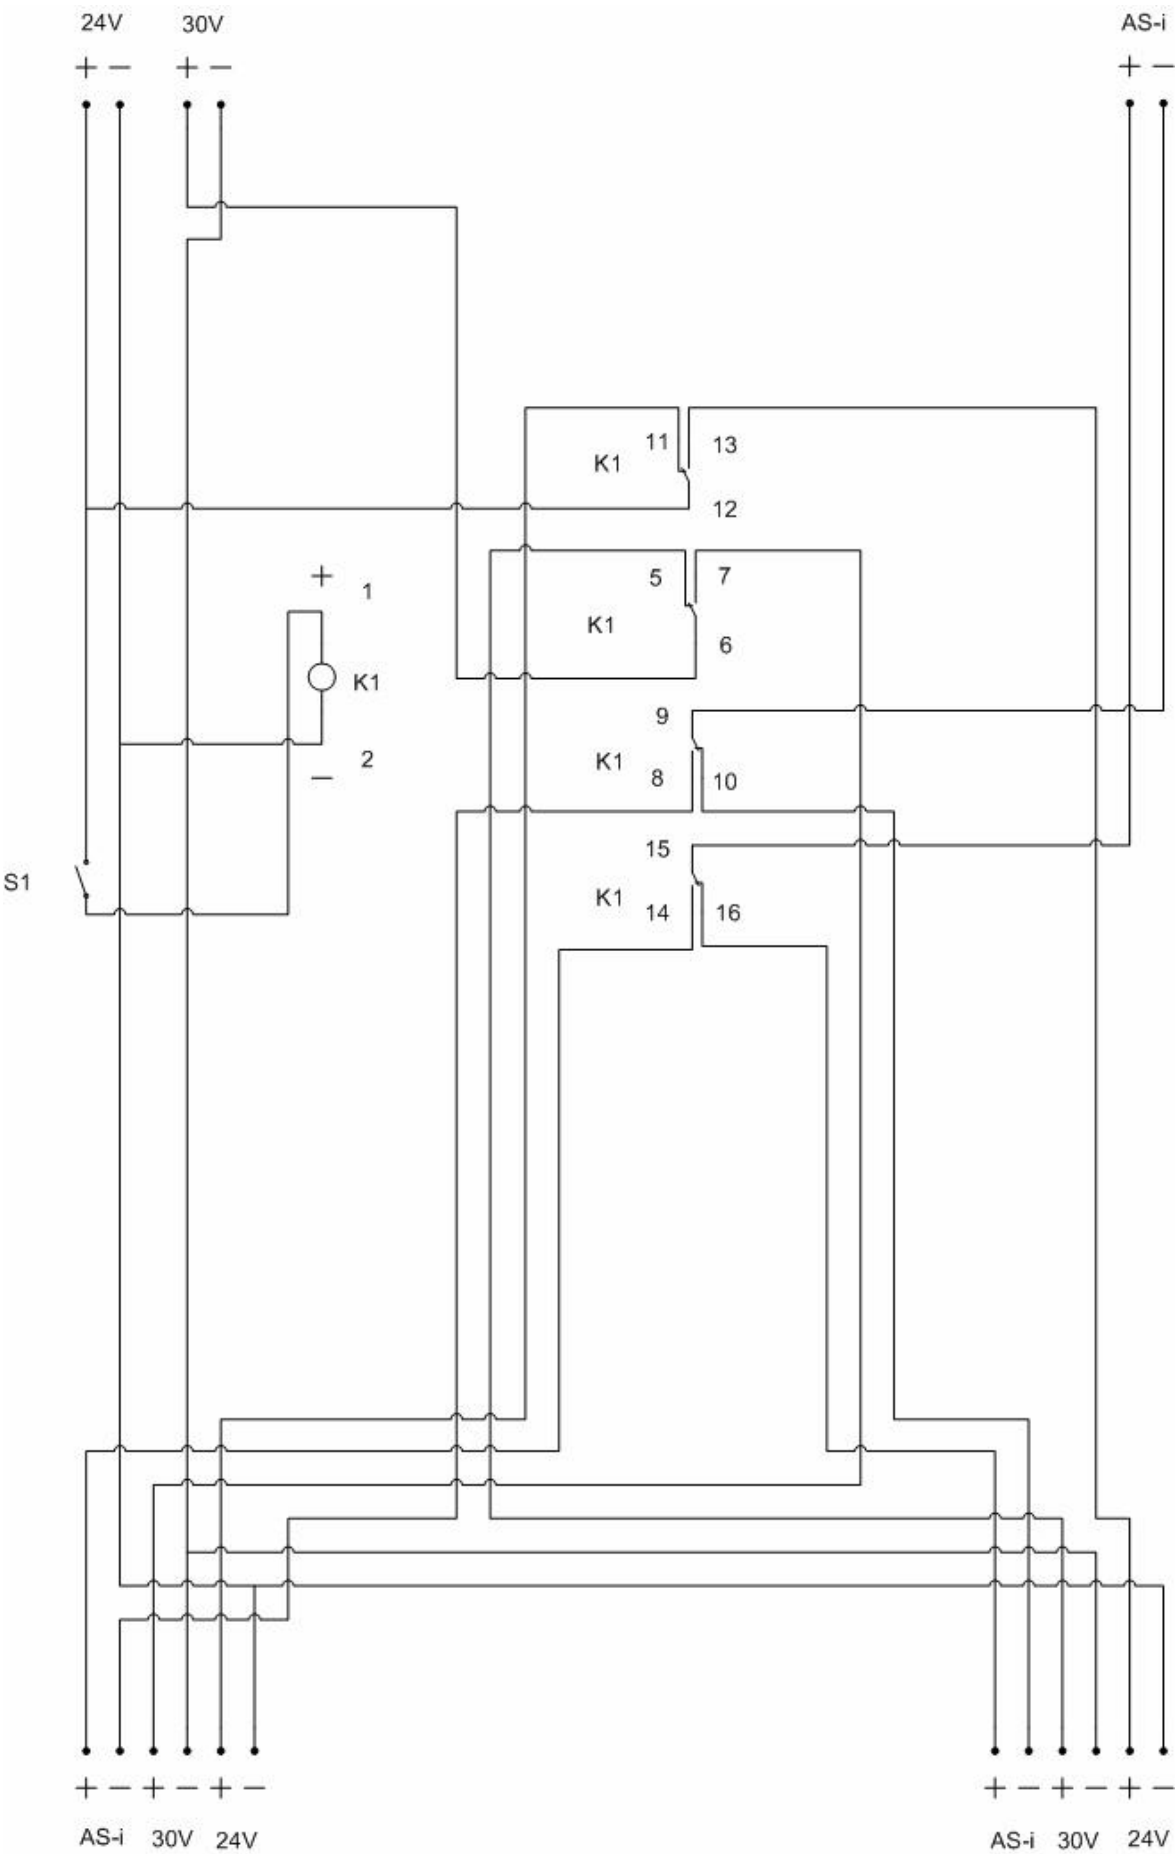 24V 30V AS-i
+ − + − + −
11 13
K1
12
+ 1 5 7
K1
6
K1
9
2 K1
− 8 10
15
S1 K1
14 16
+ − + − + − + − + − + −
AS-i 30V 24V AS-i 30V 24V